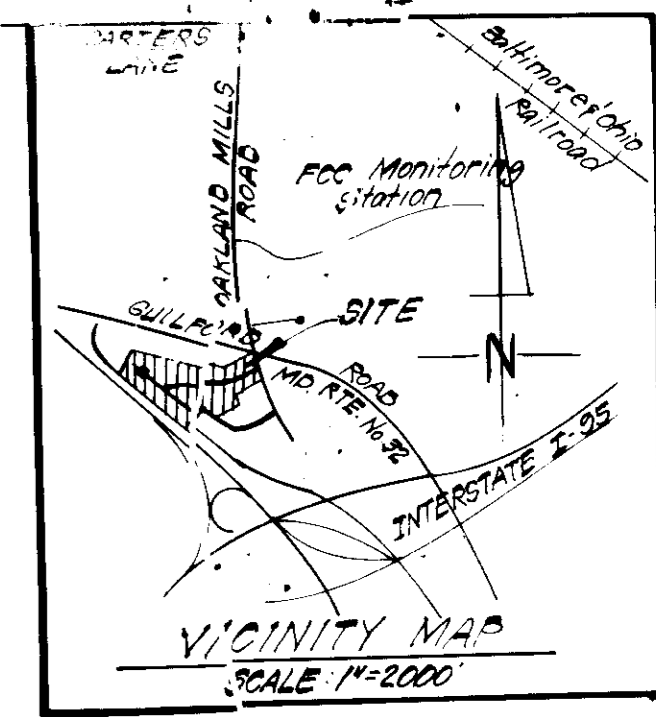 CARTERS
LANE
Baltimore & Ohio
Railroad
OAKLAND MILLS
ROAD
FCC Monitoring
Station
GUILFORD
ROAD
SITE
MD. RTE. No 32
N
INTERSTATE I-95
VICINITY MAP
SCALE: 1"=2000'